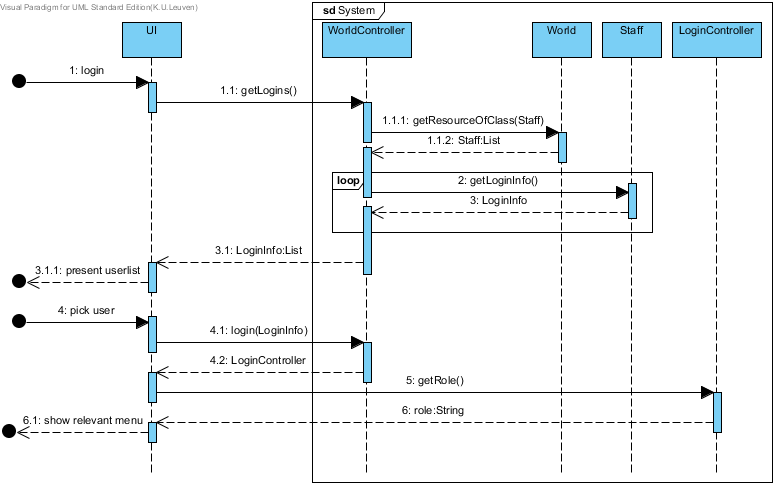 Visual Paradigm for UML Standard Edition(K.U.Leuven)
sd System
UI
WorldController
World
Staff
LoginController
1: login
1.1: getLogins()
1.1.1: getResourceOfClass(Staff)
1.1.2: Staff:List
loop
2: getLoginInfo()
3: LoginInfo
3.1: LoginInfo:List
3.1.1: present userlist
4: pick user
4.1: login(LoginInfo)
4.2: LoginController
5: getRole()
6: role:String
6.1: show relevant menu